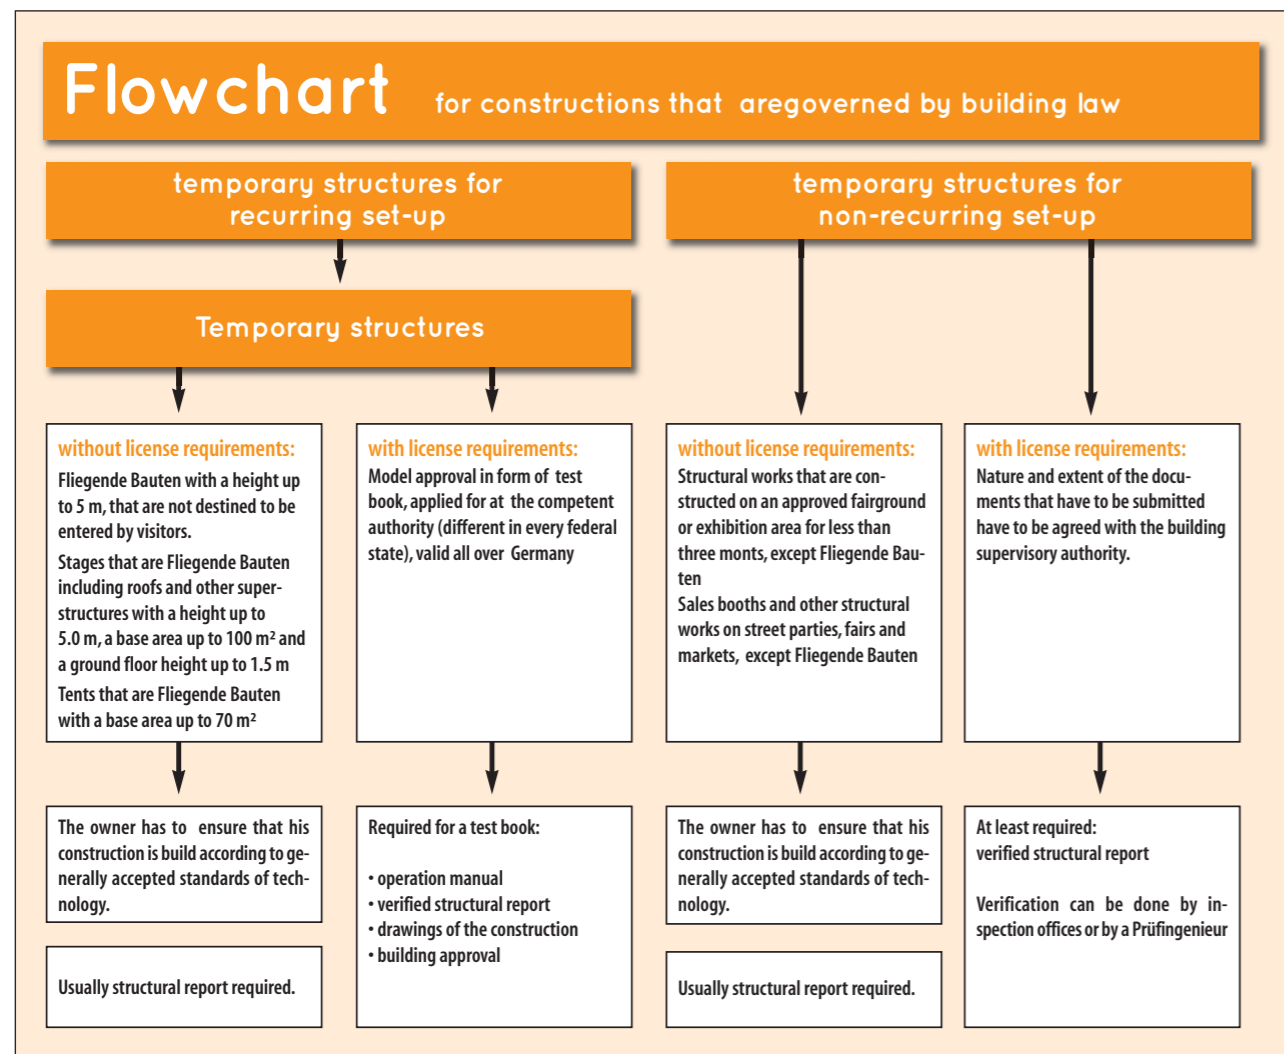 Flowchart for constructions that aregoverned by building law
temporary structures for
recurring set-up
temporary structures for
non-recurring set-up
Temporary structures
without license requirements:
Fliegende Bauten with a height up
to 5 m, that are not destined to be
entered by visitors.
Stages that are Fliegende Bauten
including roofs and other super-
structures with a height up to
5.0 m, a base area up to 100 m² and
a ground floor height up to 1.5 m
Tents that are Fliegende Bauten
with a base area up to 70 m²
with license requirements:
Model approval in form of test
book, applied for at the competent
authority (different in every federal
state), valid all over Germany
without license requirements:
Structural works that are con-
structed on an approved fairground
or exhibition area for less than
three monts, except Fliegende Bau-
ten
Sales booths and other structural
works on street parties, fairs and
markets, except Fliegende Bauten
with license requirements:
Nature and extent of the docu-
ments that have to be submitted
have to be agreed with the building
supervisory authority.
The owner has to ensure that his
construction is build according to ge-
nerally accepted standards of tech-
nology.
Usually structural report required.
Required for a test book:
• operation manual
• verified structural report
• drawings of the construction
• building approval
The owner has to ensure that his
construction is build according to ge-
nerally accepted standards of tech-
nology.
Usually structural report required.
At least required:
verified structural report
Verification can be done by in-
spection offices or by a Prüfingenieur